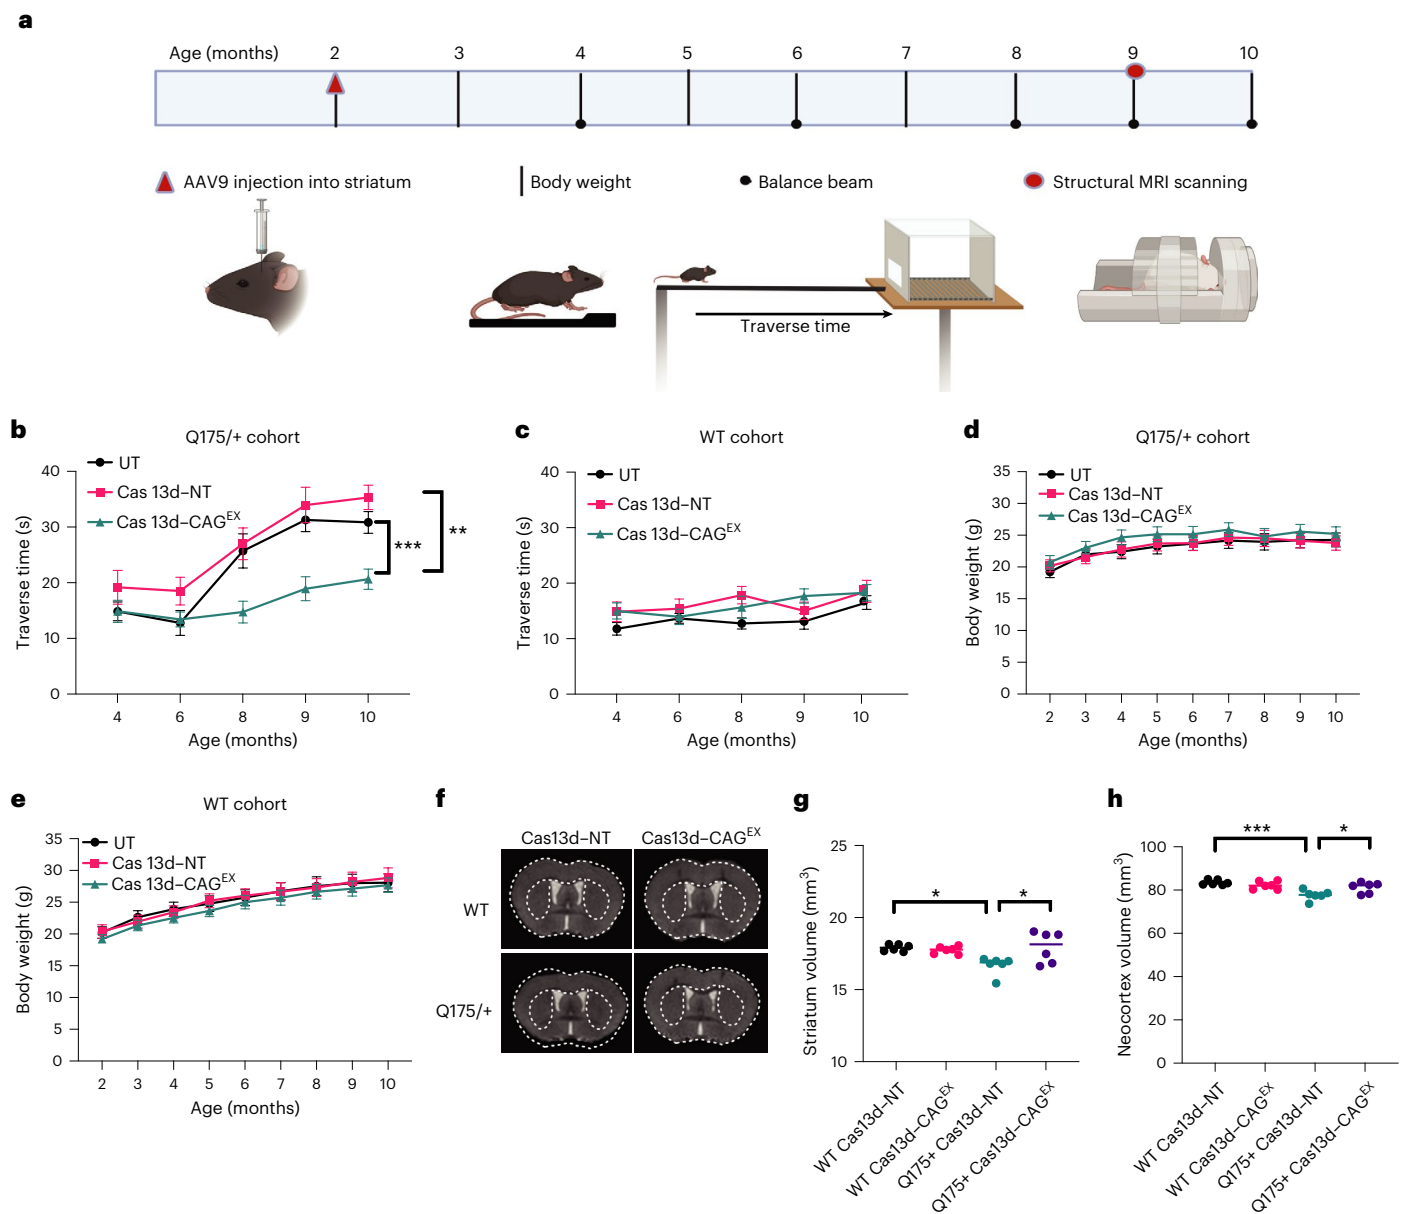 a
Age (months) 2 3 4 5 6 7 8 9 10
AAV9 injection into striatum Body weight Balance beam Structural MRI scanning
Traverse time
b
Q175/+ cohort
UT
Cas 13d–NT
Cas 13d–CAG^EX
40
30
20
10
0
Traverse time (s)
***
**
4 6 8 9 10
Age (months)
c
WT cohort
UT
Cas 13d–NT
Cas 13d–CAG^EX
40
30
20
10
0
Traverse time (s)
4 6 8 9 10
Age (months)
d
Q175/+ cohort
UT
Cas 13d–NT
Cas 13d–CAG^EX
35
30
25
20
15
10
5
0
Body weight (g)
2 3 4 5 6 7 8 9 10
Age (months)
e
WT cohort
UT
Cas 13d–NT
Cas 13d–CAG^EX
35
30
25
20
15
10
5
0
Body weight (g)
2 3 4 5 6 7 8 9 10
Age (months)
f
Cas13d–NT Cas13d–CAG^EX
WT
Q175/+
g
25
20
15
10
Striatum volume (mm³)
* *
WT Cas13d–NT
WT Cas13d–CAG^EX
Q175+ Cas13d–NT
Q175+ Cas13d–CAG^EX
h
100
80
60
40
20
0
Neocortex volume (mm³)
*** *
WT Cas13d–NT
WT Cas13d–CAG^EX
Q175+ Cas13d–NT
Q175+ Cas13d–CAG^EX